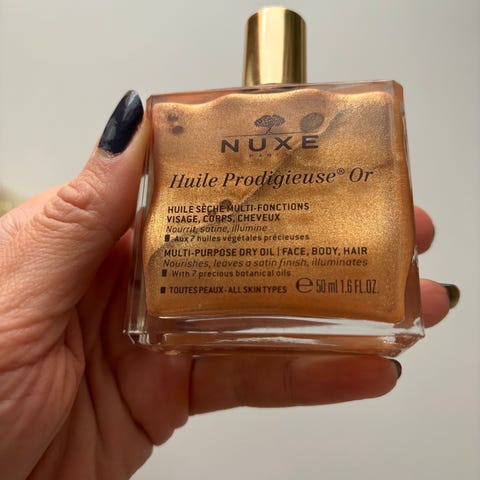 NUXE
PARIS
Huile Prodigieuse® Or
HUILE SÈCHE MULTI-FONCTIONS
VISAGE, CORPS, CHEVEUX
Nourrit, satine, illumine
Aux 7 huiles végétales précieuses
MULTI-PURPOSE DRY OIL | FACE, BODY, HAIR
Nourishes, leaves a satin finish, illuminates
With 7 precious botanical oils
TOUTES PEAUX - ALL SKIN TYPES ℮ 50 ml 1.6 FL.OZ.